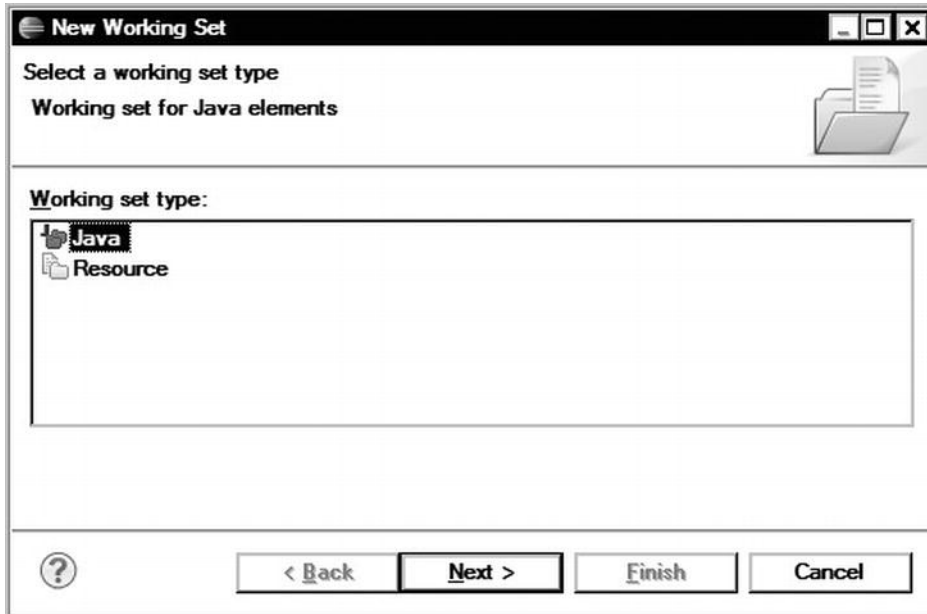 New Working Set
Select a working set type
Working set for Java elements
Working set type:
Java
Resource
< Back Next > Finish Cancel